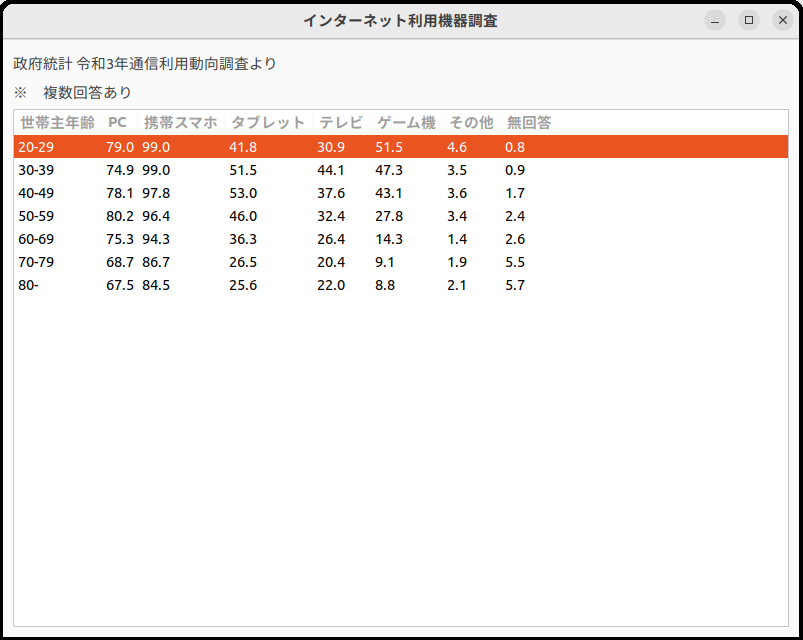 インターネット利用機器調査
政府統計 令和3年通信利用動向調査より
※　複数回答あり
世帯主年齢 PC 携帯スマホ タブレット テレビ ゲーム機 その他 無回答
20-29 79.0 99.0 41.8 30.9 51.5 4.6 0.8
30-39 74.9 99.0 51.5 44.1 47.3 3.5 0.9
40-49 78.1 97.8 53.0 37.6 43.1 3.6 1.7
50-59 80.2 96.4 46.0 32.4 27.8 3.4 2.4
60-69 75.3 94.3 36.3 26.4 14.3 1.4 2.6
70-79 68.7 86.7 26.5 20.4 9.1 1.9 5.5
80- 67.5 84.5 25.6 22.0 8.8 2.1 5.7